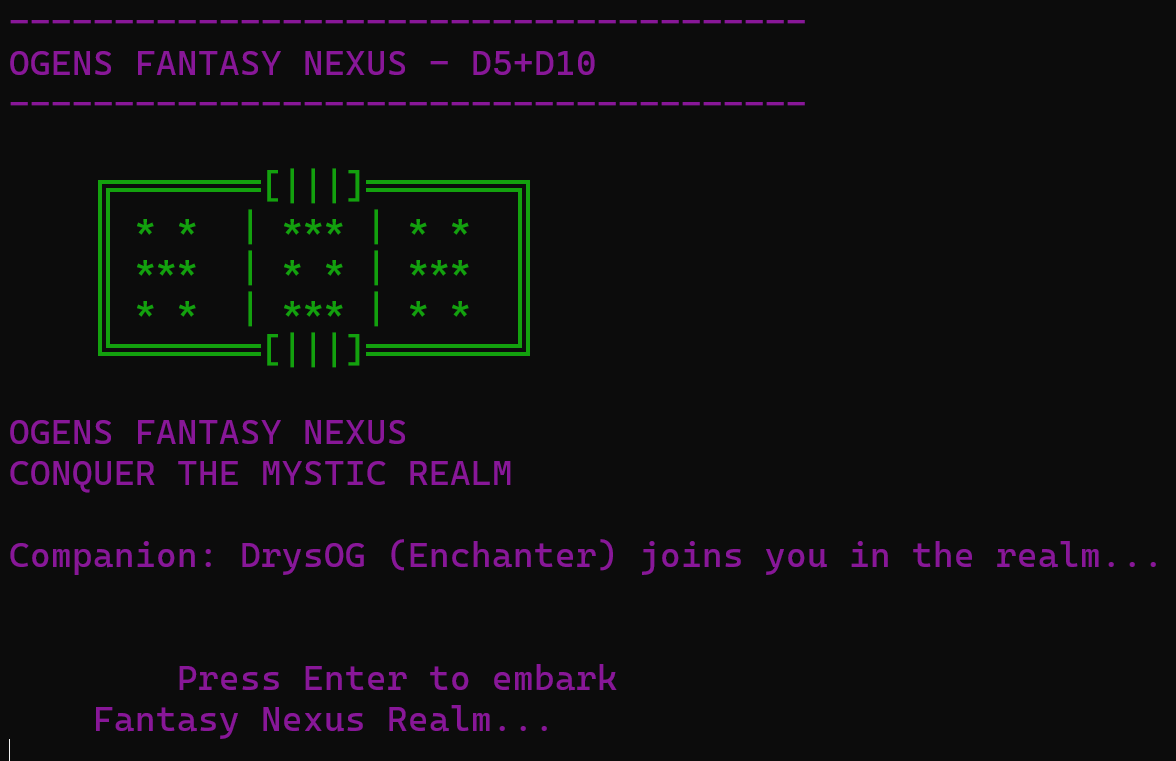 --------------------------------------
OGENS FANTASY NEXUS - D5+D10
--------------------------------------
╔═══════[|||]═══════╗
║ * *  | *** | * *  ║
║ ***  | * * | ***  ║
║ * *  | *** | * *  ║
╚═══════[|||]═══════╝
OGENS FANTASY NEXUS
CONQUER THE MYSTIC REALM
Companion: DrysOG (Enchanter) joins you in the realm...
Press Enter to embark
Fantasy Nexus Realm...